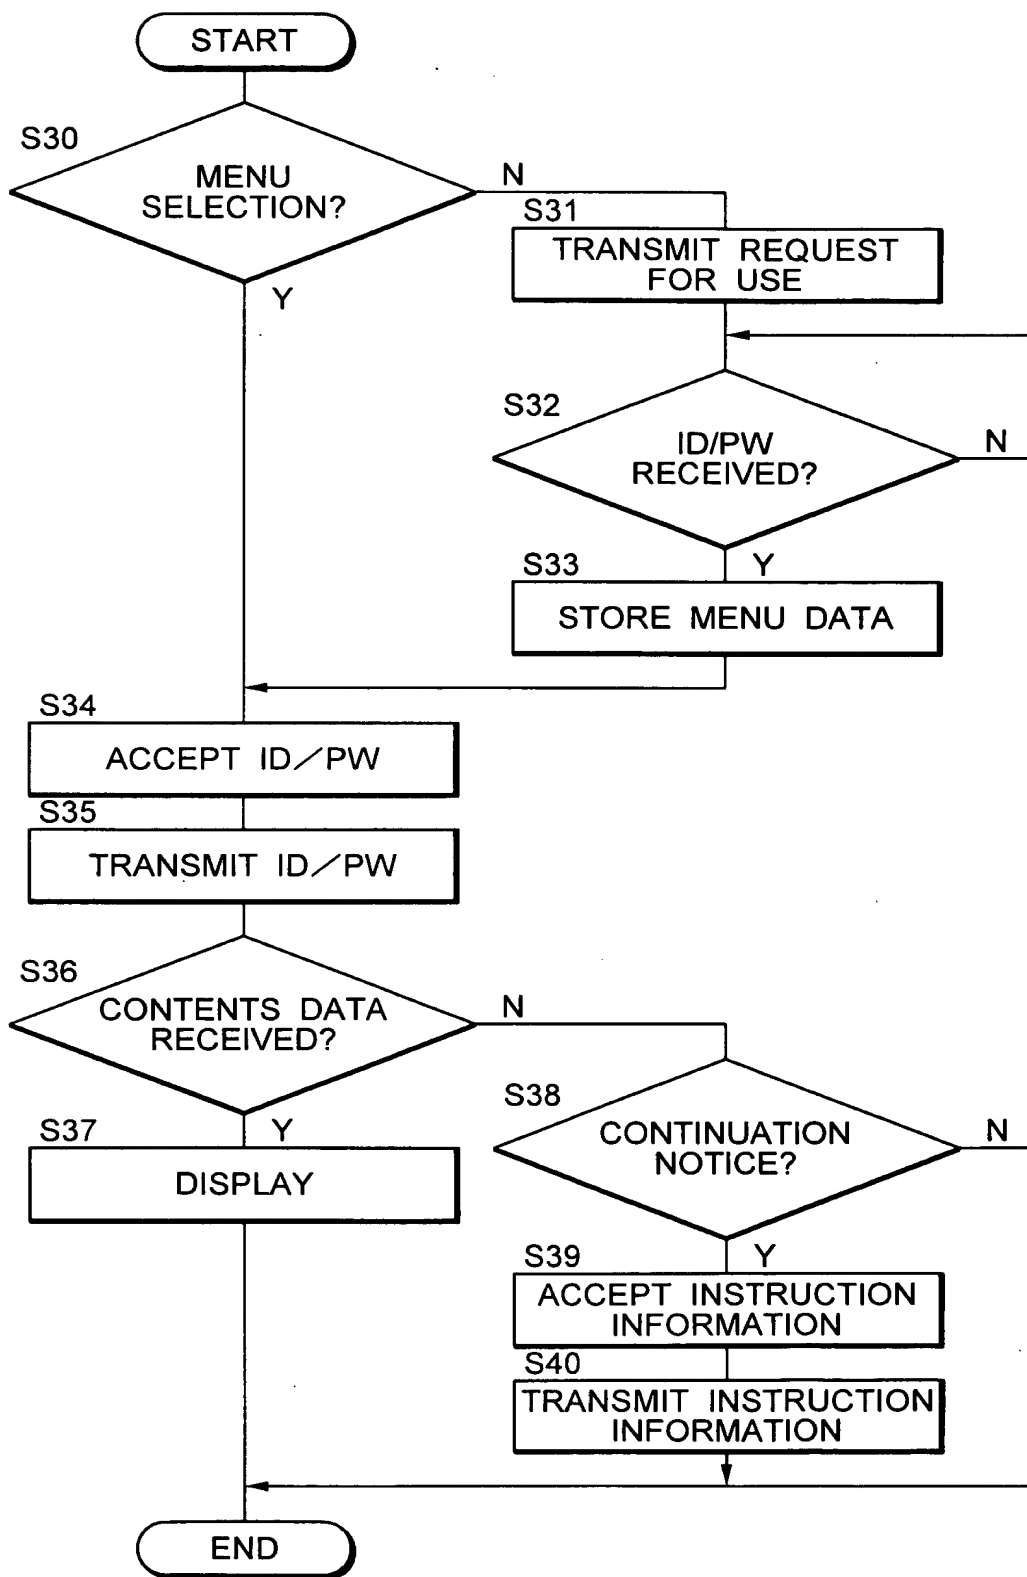 START
S30
MENU
SELECTION?
N
Y
S31
TRANSMIT REQUEST
FOR USE
S32
ID/PW
RECEIVED?
N
Y
S33
STORE MENU DATA
S34
ACCEPT ID/PW
S35
TRANSMIT ID/PW
S36
CONTENTS DATA
RECEIVED?
N
Y
S37
DISPLAY
S38
CONTINUATION
NOTICE?
N
Y
S39
ACCEPT INSTRUCTION
INFORMATION
S40
TRANSMIT INSTRUCTION
INFORMATION
END